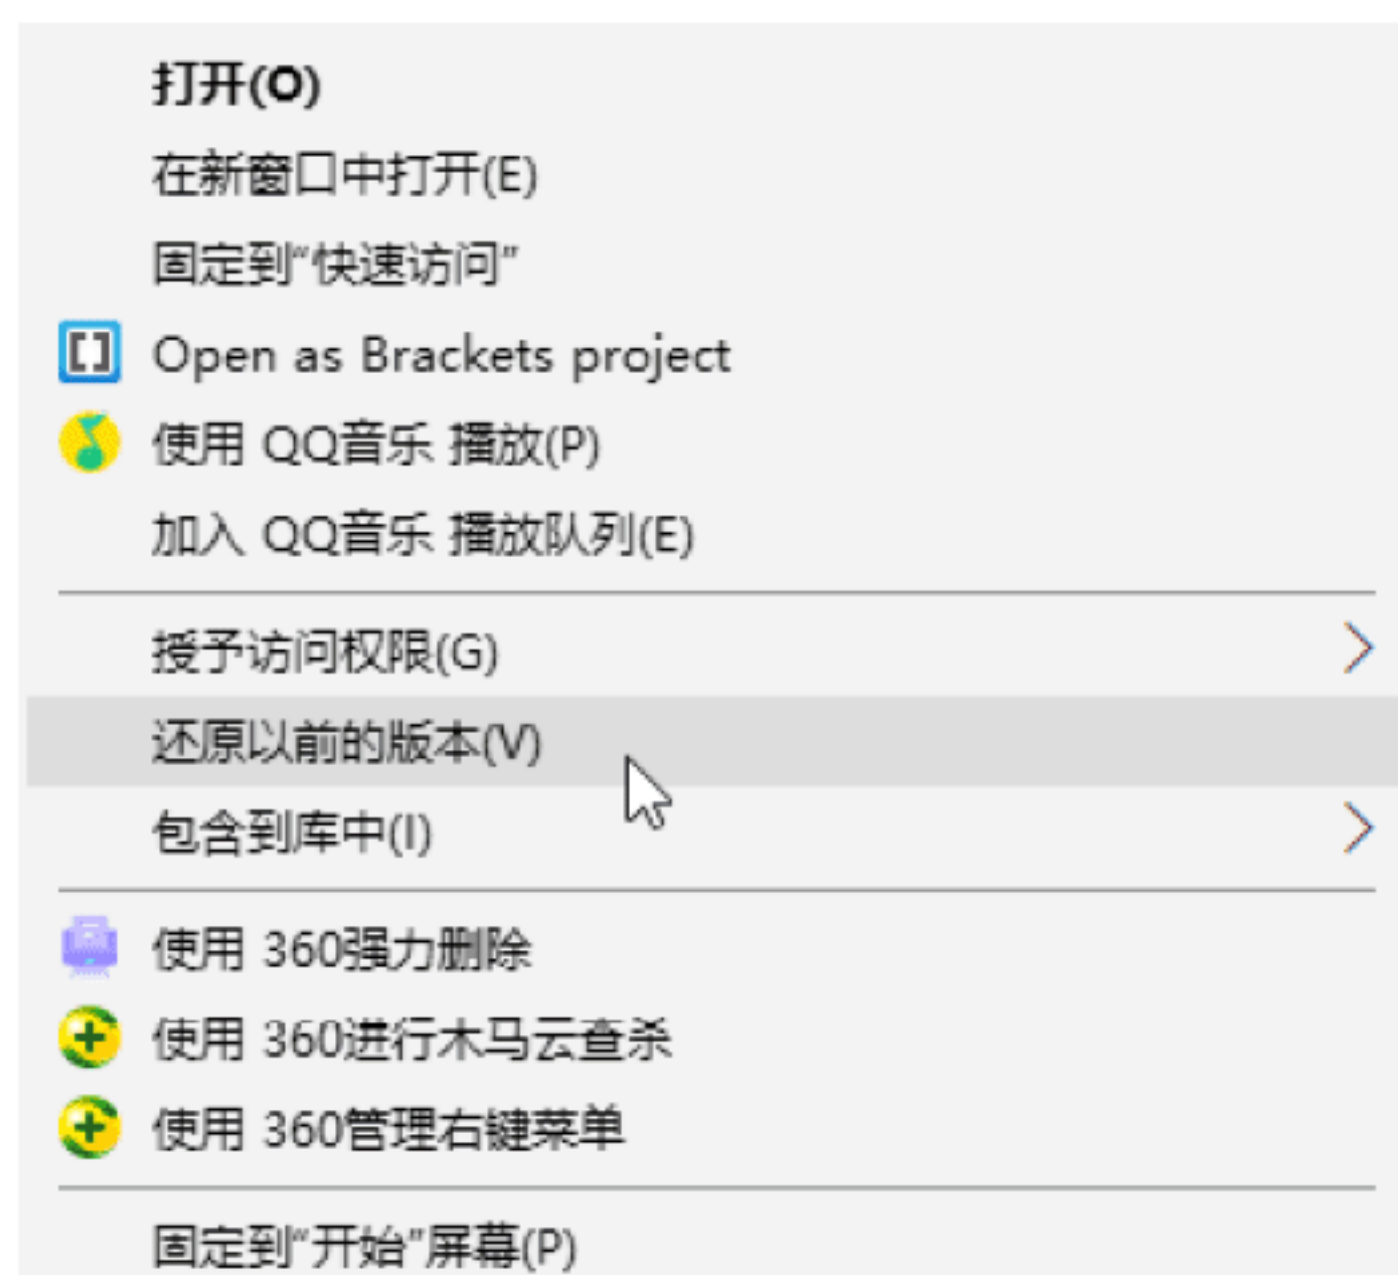 打开(O)
在新窗口中打开(E)
固定到"快速访问"
Open as Brackets project
使用 QQ音乐 播放(P)
加入 QQ音乐 播放队列(E)
授予访问权限(G)
还原以前的版本(V)
包含到库中(I)
使用 360强力删除
使用 360进行木马云查杀
使用 360管理右键菜单
固定到"开始"屏幕(P)